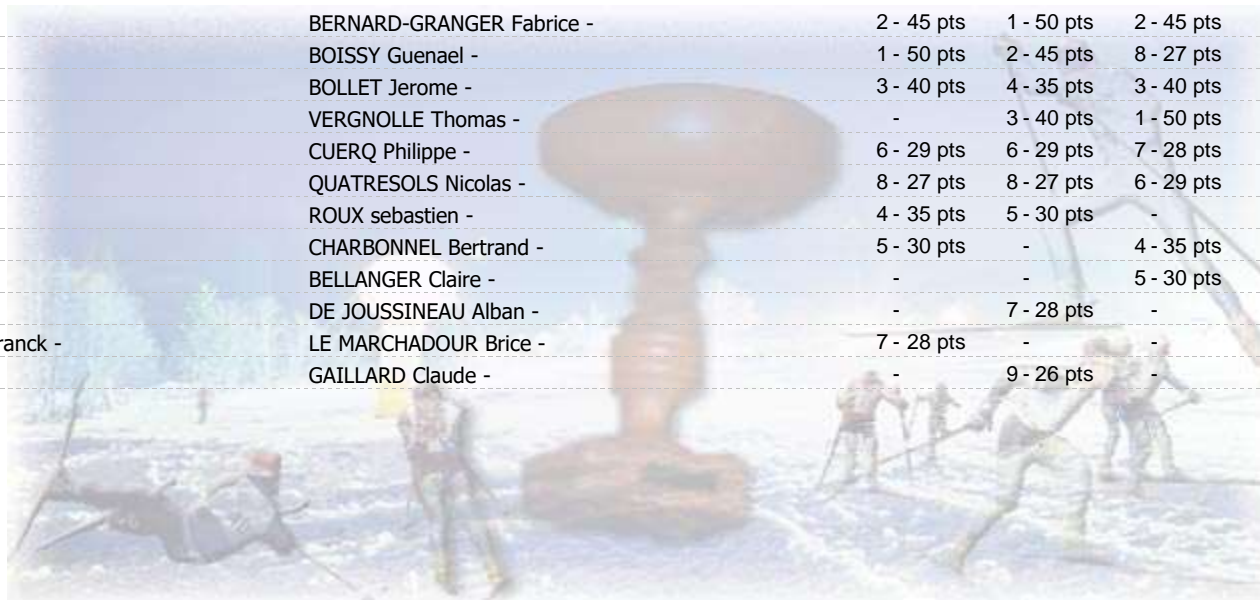 BERNARD-GRANGER Fabrice - 2 - 45 pts 1 - 50 pts 2 - 45 pts
BOISSY Guenael - 1 - 50 pts 2 - 45 pts 8 - 27 pts
BOLLET Jerome - 3 - 40 pts 4 - 35 pts 3 - 40 pts
VERGNOLLE Thomas - - 3 - 40 pts 1 - 50 pts
CUERQ Philippe - 6 - 29 pts 6 - 29 pts 7 - 28 pts
QUATRESOLS Nicolas - 8 - 27 pts 8 - 27 pts 6 - 29 pts
ROUX sebastien - 4 - 35 pts 5 - 30 pts -
CHARBONNEL Bertrand - 5 - 30 pts - 4 - 35 pts
BELLANGER Claire - - - 5 - 30 pts
DE JOUSSINEAU Alban - - 7 - 28 pts -
ranck - LE MARCHADOUR Brice - 7 - 28 pts - -
GAILLARD Claude - - 9 - 26 pts -